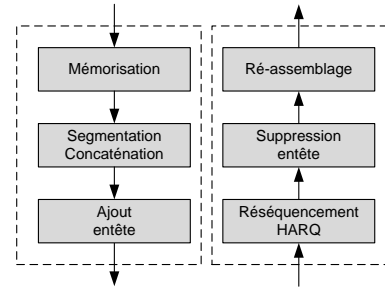 Mémorisation
Segmentation
Concaténation
Ajout
entête
Ré-assemblage
Suppression
entête
Réséquencement
HARQ